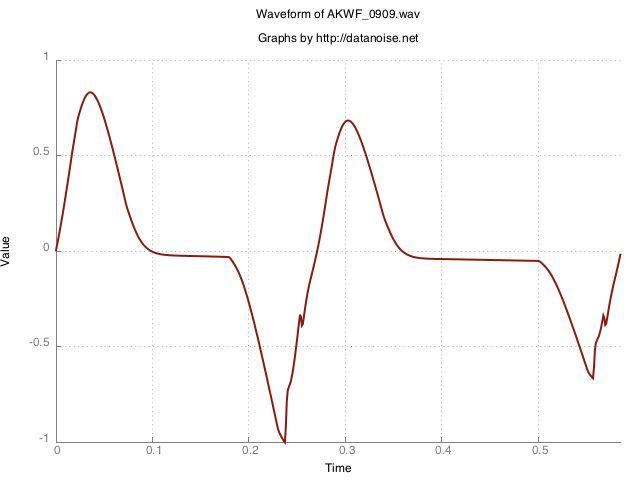 Waveform of AKWF_0909.wav
Graphs by http://datanoise.net
1
0.5
0
-0.5
-1
Value
0 0.1 0.2 0.3 0.4 0.5
Time